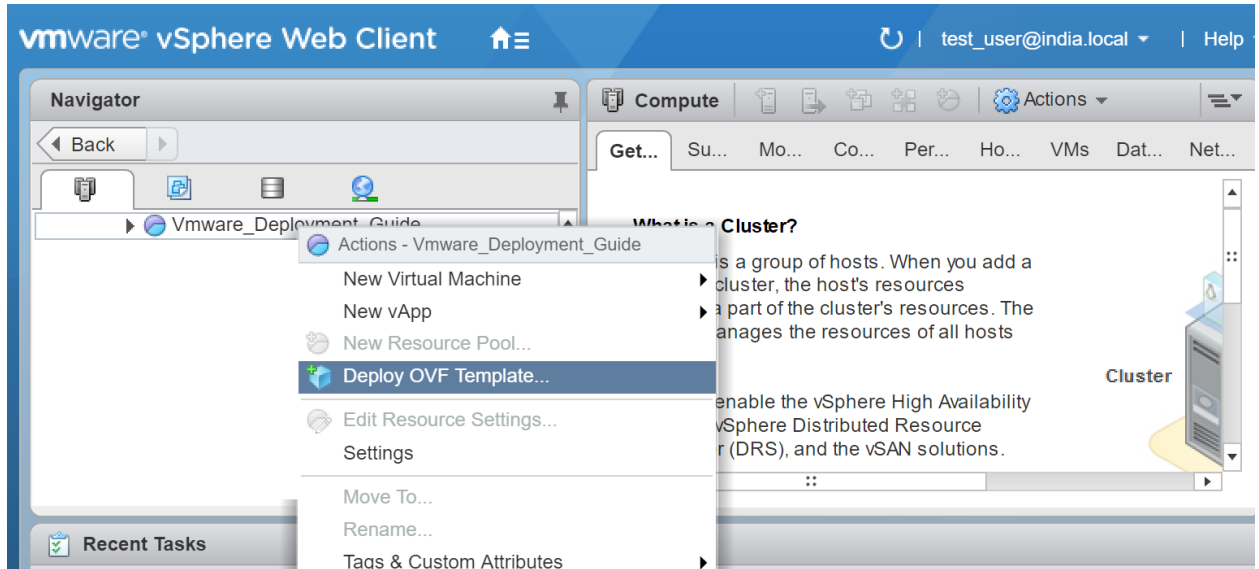 vmware® vSphere Web Client
test_user@india.local
Help
Navigator
Back
Vmware_Deployment_Guide
Actions - Vmware_Deployment_Guide
New Virtual Machine
New vApp
New Resource Pool...
Deploy OVF Template...
Edit Resource Settings...
Settings
Move To...
Rename...
Tags & Custom Attributes
Recent Tasks
Compute
Actions
Get... Su... Mo... Co... Per... Ho... VMs Dat... Net...
What is a Cluster?
is a group of hosts. When you add a
cluster, the host's resources
a part of the cluster's resources. The
manages the resources of all hosts
enable the vSphere High Availability
vSphere Distributed Resource
(DRS), and the vSAN solutions.
Cluster